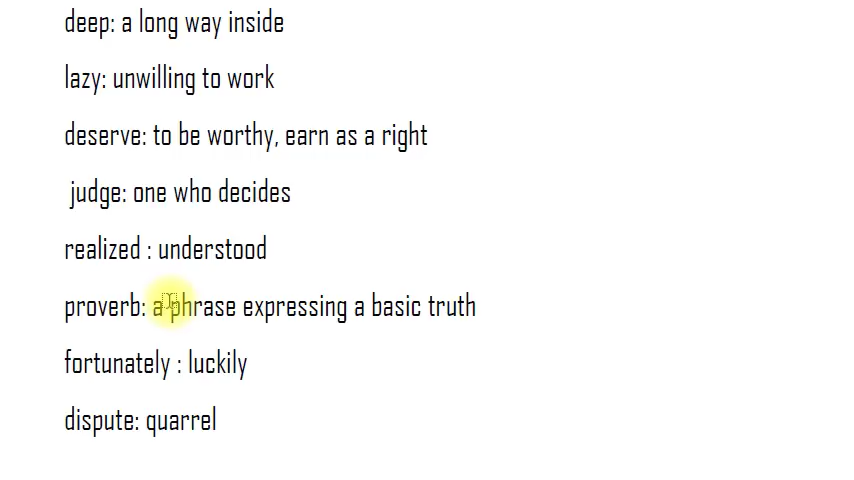 deep: a long way inside
lazy: unwilling to work
deserve: to be worthy, earn as a right
judge: one who decides
realized : understood
proverb: a phrase expressing a basic truth
fortunately : luckily
dispute: quarrel